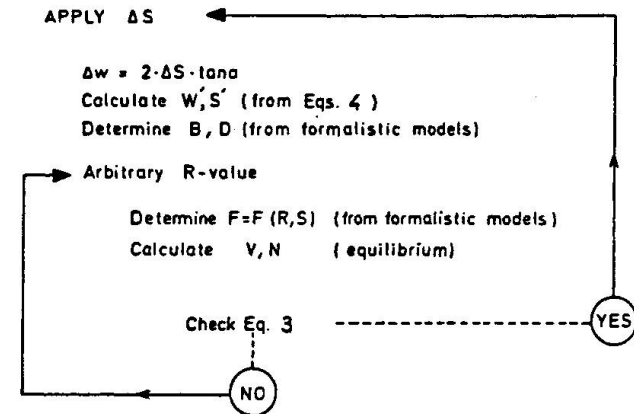 APPLY ΔS
Δw = 2·ΔS·tanα
Calculate W', S' (from Eqs. 4)
Determine B, D (from formalistic models)
Arbitrary R-value
Determine F=F(R,S) (from formalistic models)
Calculate V, N (equilibrium)
Check Eq. 3
YES
NO